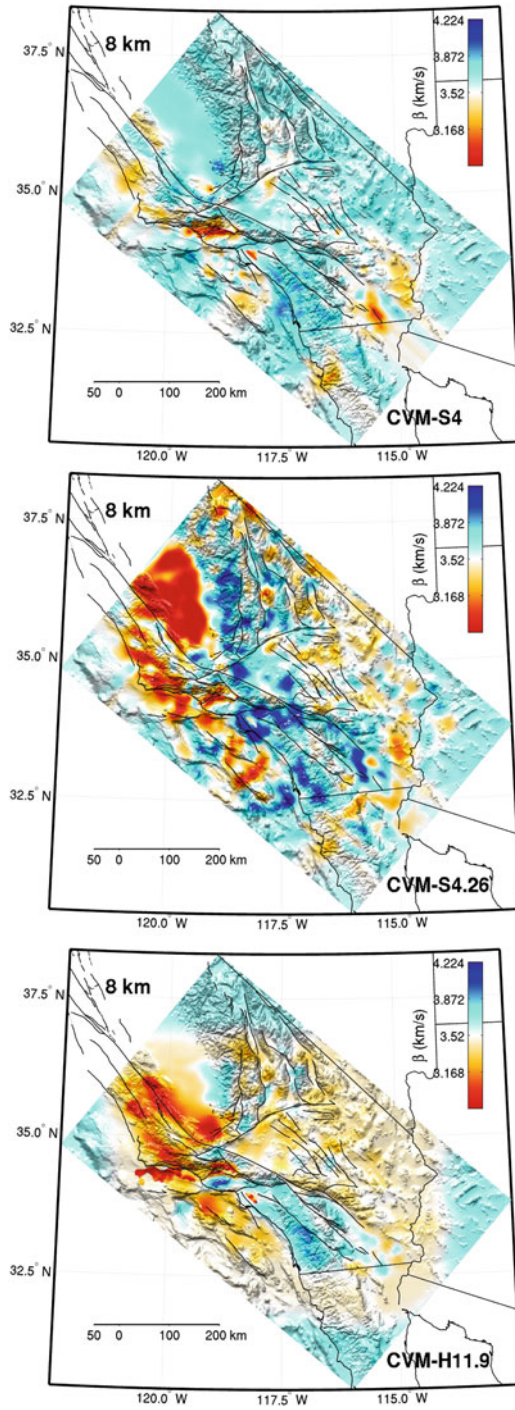 8 km
37.5° N
35.0° N
32.5° N
4.224
3.872
3.52
3.168
β (km/s)
50 0 100 200 km
CVM-S4
120.0° W
117.5° W
115.0° W
8 km
37.5° N
35.0° N
32.5° N
4.224
3.872
3.52
3.168
β (km/s)
50 0 100 200 km
CVM-S4.26
120.0° W
117.5° W
115.0° W
8 km
37.5° N
35.0° N
32.5° N
4.224
3.872
3.52
3.168
β (km/s)
50 0 100 200 km
CVM-H11.9
120.0° W
117.5° W
115.0° W